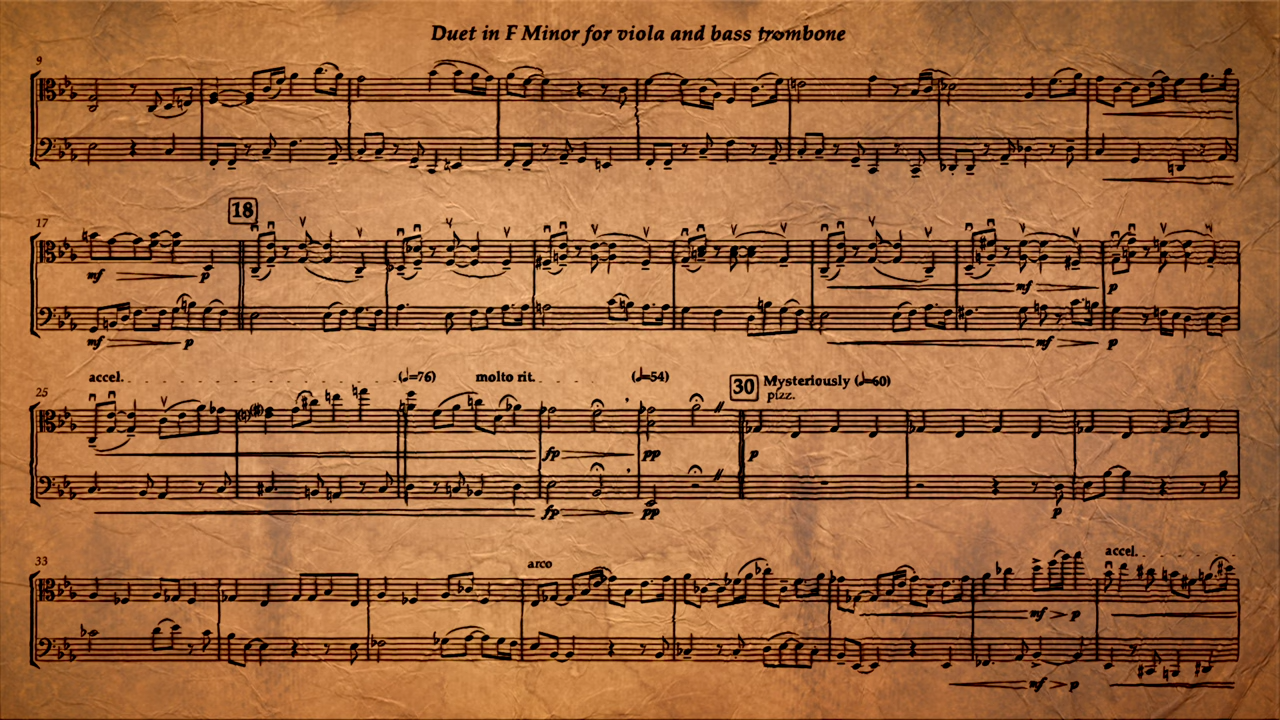 Duet in F Minor for viola and bass trombone
9
17
18
mf p
mf p
mf p
mf p
accel. (♩=76) molto rit. (♩=54)
25
30 Mysteriously (♩=60)
pizz.
fp pp p
fp pp p
33
arco
accel.
mf p
mf p